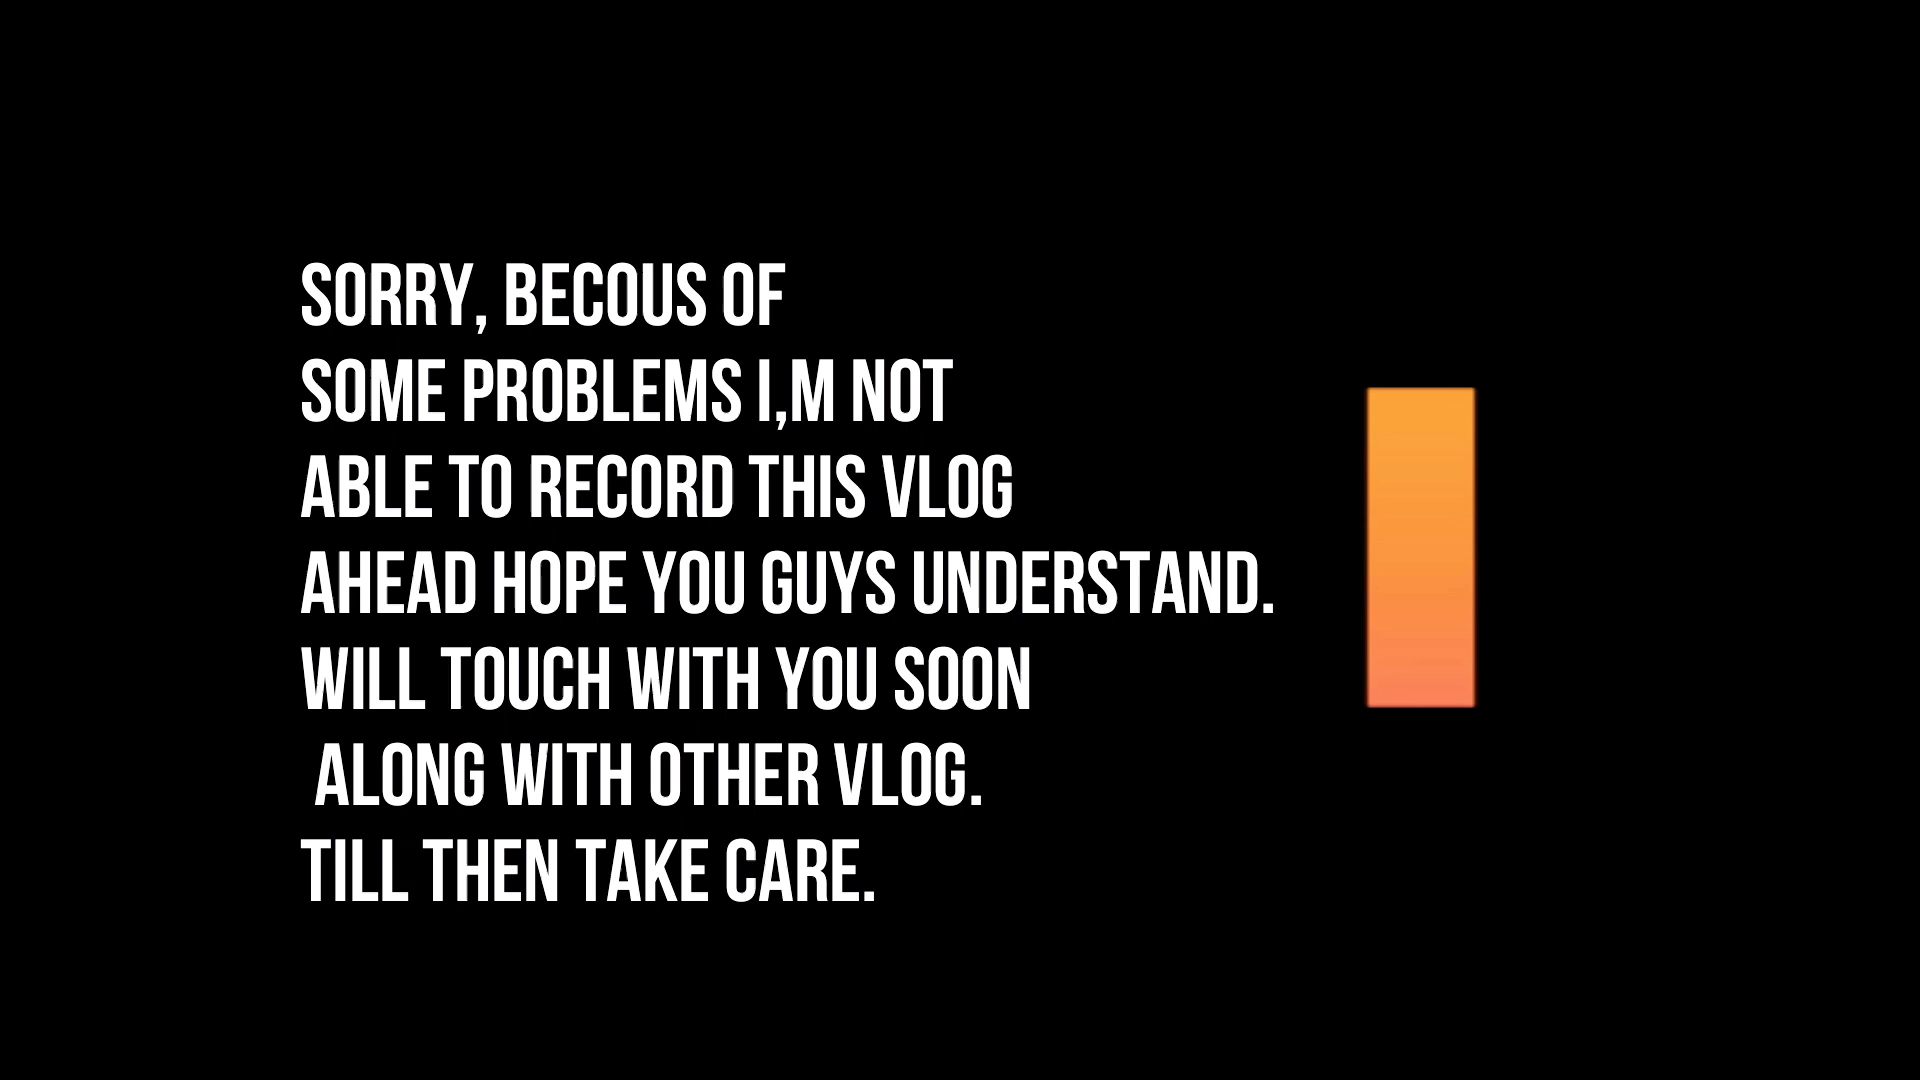 SORRY, BECOUS OF
SOME PROBLEMS I,M NOT
ABLE TO RECORD THIS VLOG
AHEAD HOPE YOU GUYS UNDERSTAND.
WILL TOUCH WITH YOU SOON
ALONG WITH OTHER VLOG.
TILL THEN TAKE CARE.